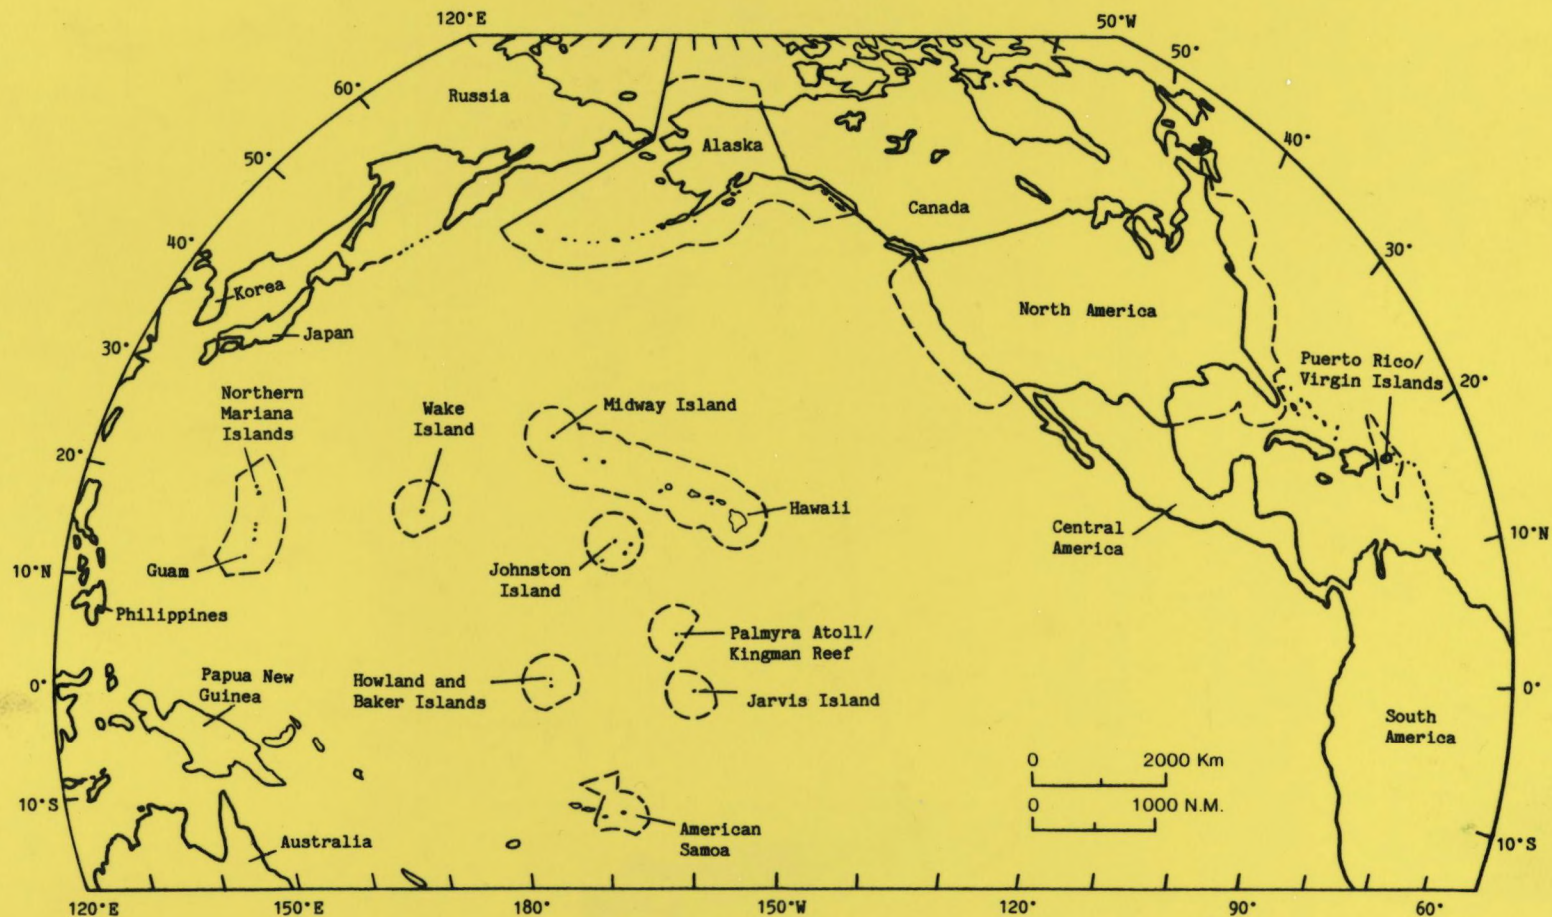 120°E
50°W
50°
60°
Russia
40°
50°
Alaska
Canada
40°
30°
Korea
North America
Japan
30°
Puerto Rico/
Virgin Islands
20°
Northern
Mariana
Islands
Wake
Island
Midway Island
20°
Hawaii
Central
America
10°N
Guam
10°N
Johnston
Island
Philippines
Palmyra Atoll/
Kingman Reef
Papua New
Guinea
0°
Howland and
Baker Islands
Jarvis Island
0°
South
America
0 2000 Km
0 1000 N.M.
10°S
American
Samoa
Australia
10°S
120°E
150°E
180°
150°W
120°
90°
60°